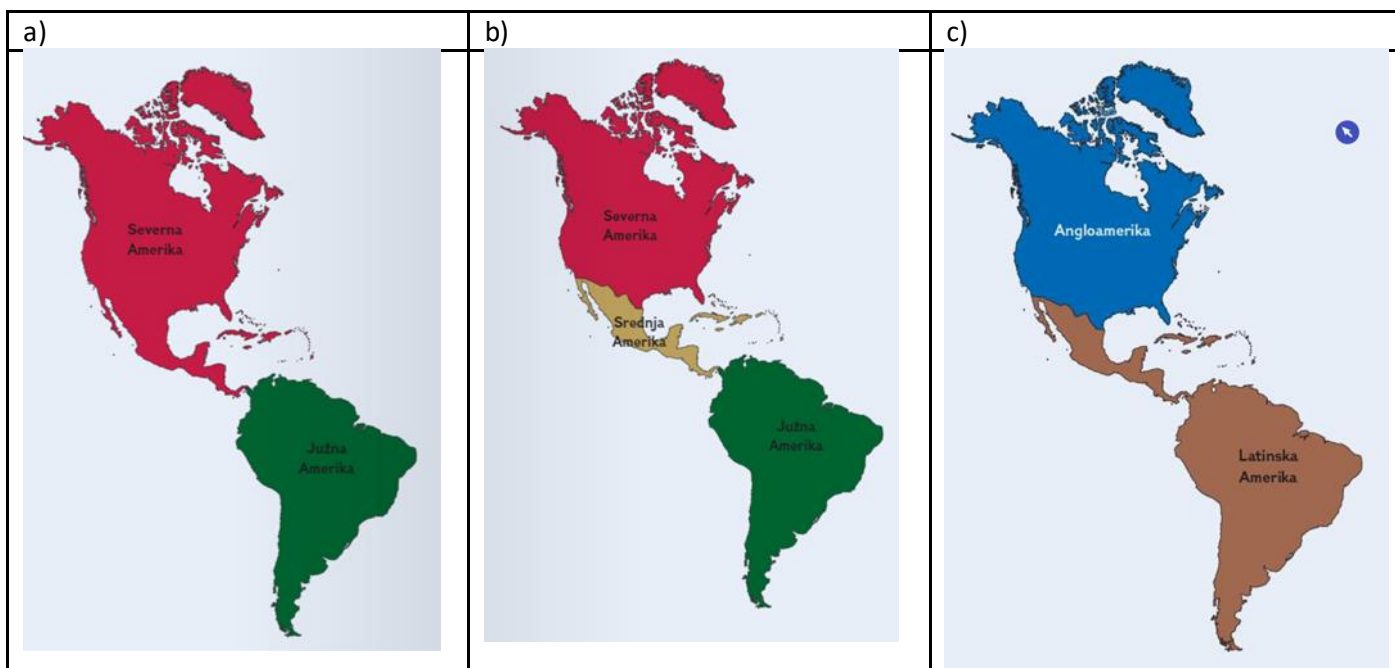 a)
b)
c)
Severna
Amerika
Južna
Amerika
Severna
Amerika
Srednja
Amerika
Južna
Amerika
Angloamerika
Latinska
Amerika